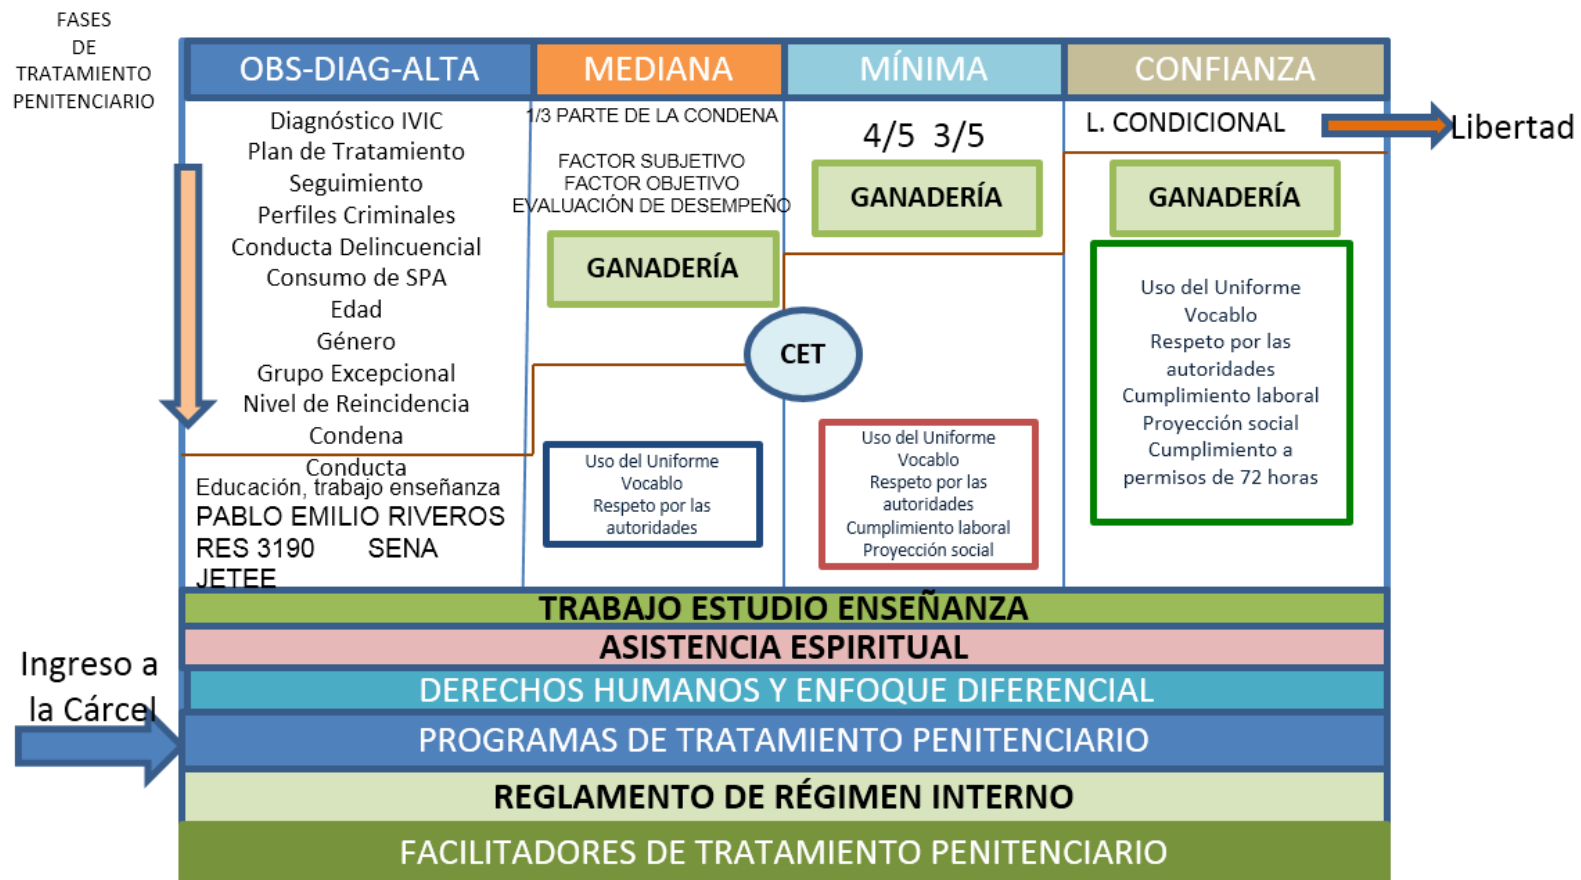 FASES
DE
TRATAMIENTO
PENITENCIARIO
OBS-DIAG-ALTA
MEDIANA
MÍNIMA
CONFIANZA
Diagnóstico IVIC
Plan de Tratamiento
Seguimiento
Perfiles Criminales
Conducta Delincuencial
Consumo de SPA
Edad
Género
Grupo Excepcional
Nivel de Reincidencia
Condena
Conducta
Educación, trabajo enseñanza
PABLO EMILIO RIVEROS
RES 3190 SENA
JETEE
1/3 PARTE DE LA CONDENA
FACTOR SUBJETIVO
FACTOR OBJETIVO
EVALUACIÓN DE DESEMPEÑO
GANADERÍA
Uso del Uniforme
Vocablo
Respeto por las
autoridades
CET
4/5 3/5
GANADERÍA
Uso del Uniforme
Vocablo
Respeto por las
autoridades
Cumplimiento laboral
Proyección social
L. CONDICIONAL
Libertad
GANADERÍA
Uso del Uniforme
Vocablo
Respeto por las
autoridades
Cumplimiento laboral
Proyección social
Cumplimiento a
permisos de 72 horas
TRABAJO ESTUDIO ENSEÑANZA
ASISTENCIA ESPIRITUAL
Ingreso a
la Cárcel
DERECHOS HUMANOS Y ENFOQUE DIFERENCIAL
PROGRAMAS DE TRATAMIENTO PENITENCIARIO
REGLAMENTO DE RÉGIMEN INTERNO
FACILITADORES DE TRATAMIENTO PENITENCIARIO